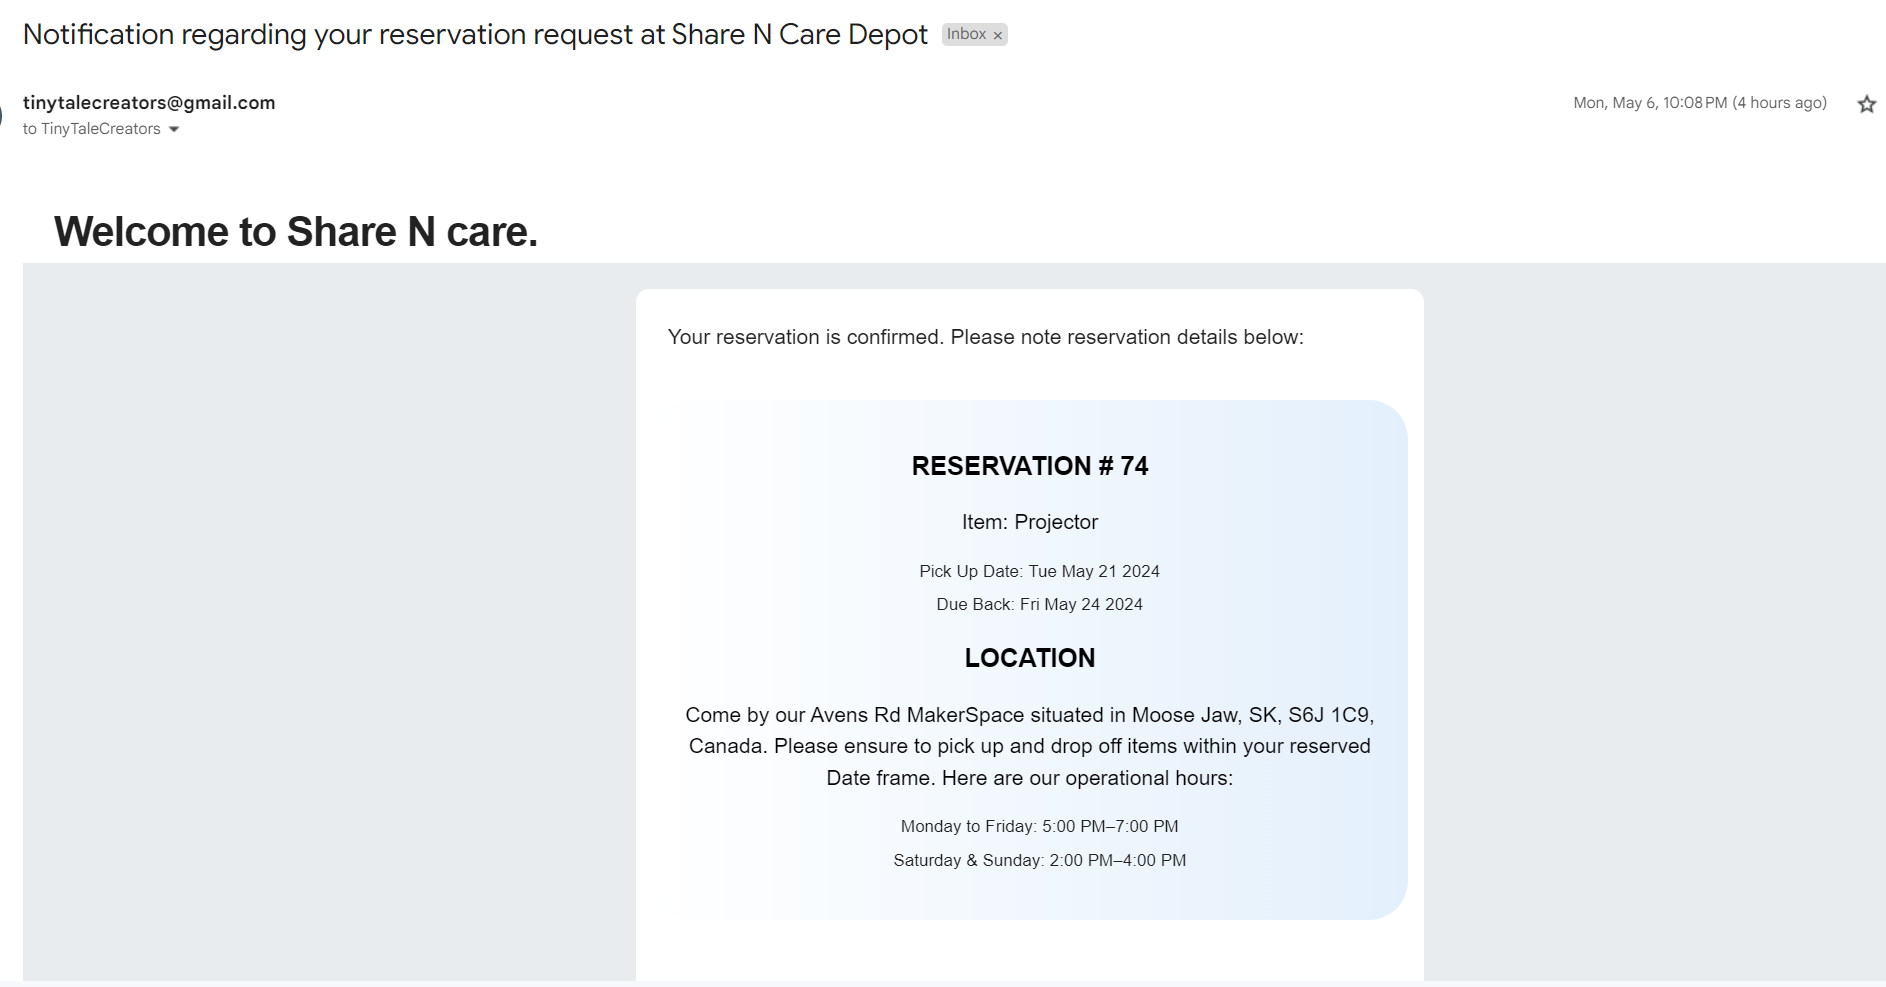 Notification regarding your reservation request at Share N Care Depot Inbox ×
tinytalecreators@gmail.com Mon, May 6, 10:08 PM (4 hours ago)
to TinyTaleCreators
Welcome to Share N care.
Your reservation is confirmed. Please note reservation details below:
RESERVATION # 74
Item: Projector
Pick Up Date: Tue May 21 2024
Due Back: Fri May 24 2024
LOCATION
Come by our Avens Rd MakerSpace situated in Moose Jaw, SK, S6J 1C9,
Canada. Please ensure to pick up and drop off items within your reserved
Date frame. Here are our operational hours:
Monday to Friday: 5:00 PM–7:00 PM
Saturday & Sunday: 2:00 PM–4:00 PM